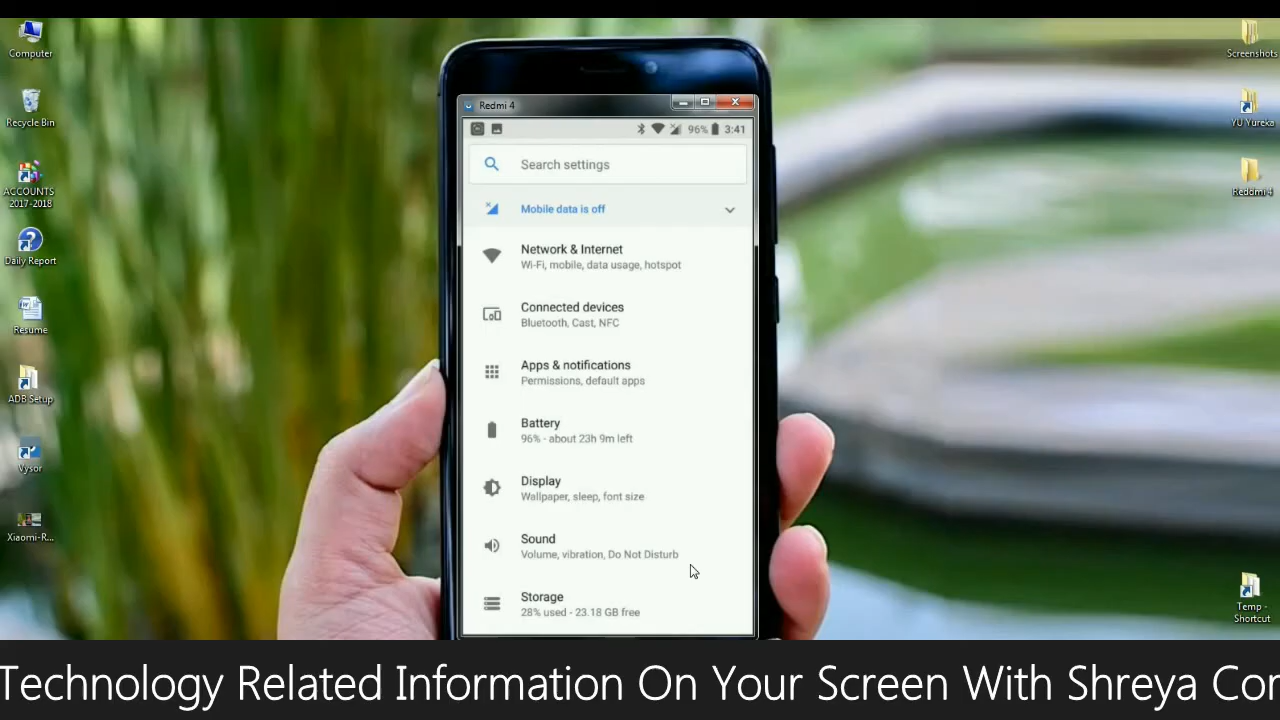 Computer
Recycle Bin
ACCOUNTS
2017-2018
Daily Report
Resume
ADB Setup
Vysor
Xiaomi-R...
Redmi 4
96% 3:41
Search settings
Mobile data is off
Network & Internet
Wi-Fi, mobile, data usage, hotspot
Connected devices
Bluetooth, Cast, NFC
Apps & notifications
Permissions, default apps
Battery
96% - about 23h 9m left
Display
Wallpaper, sleep, font size
Sound
Volume, vibration, Do Not Disturb
Storage
28% used - 23.18 GB free
Screenshots
YU Yureka
Redomi 4
Temp -
Shortcut
Technology Related Information On Your Screen With Shreya Con